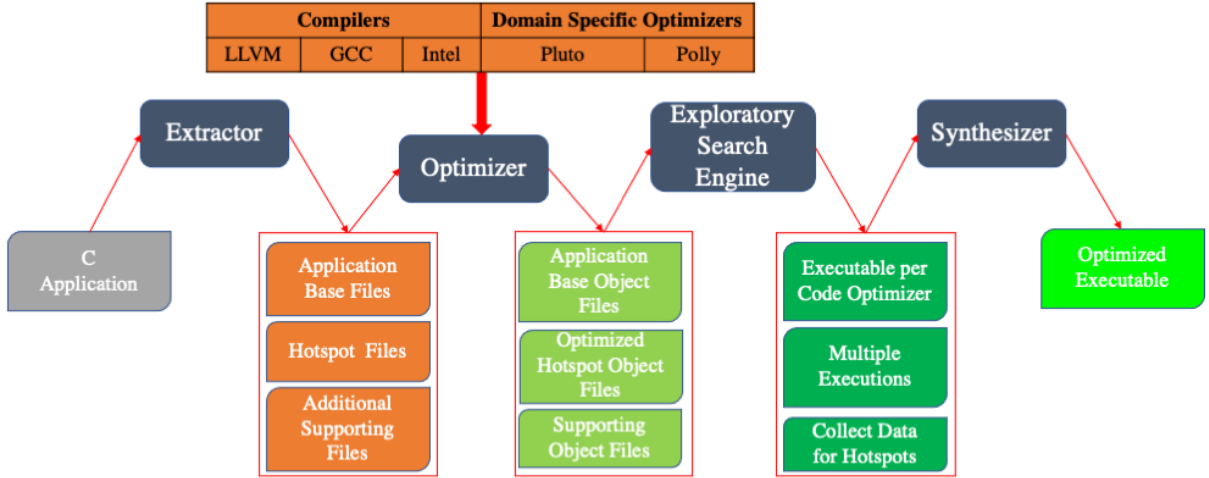 Compilers
Domain Specific Optimizers
LLVM
GCC
Intel
Pluto
Polly
Extractor
Optimizer
Exploratory
Search
Engine
Synthesizer
C
Application
Application
Base Files
Hotspot Files
Additional
Supporting
Files
Application
Base Object
Files
Optimized
Hotspot Object
Files
Supporting
Object Files
Executable per
Code Optimizer
Multiple
Executions
Collect Data
for Hotspots
Optimized
Executable